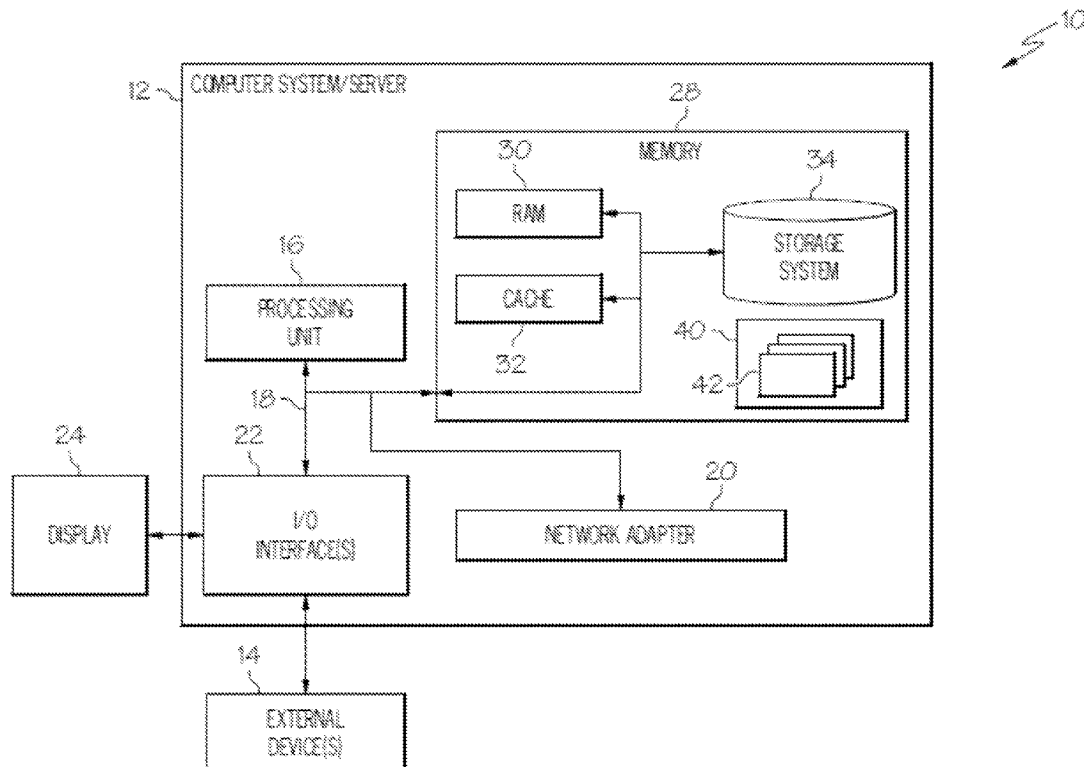 10
12
COMPUTER SYSTEM/SERVER
28
MEMORY
30
RAM
34
STORAGE
SYSTEM
16
PROCESSING
UNIT
CACHE
32
40
42
18
24
22
20
DISPLAY
I/O
INTERFACE(S)
NETWORK ADAPTER
14
EXTERNAL
DEVICE(S)